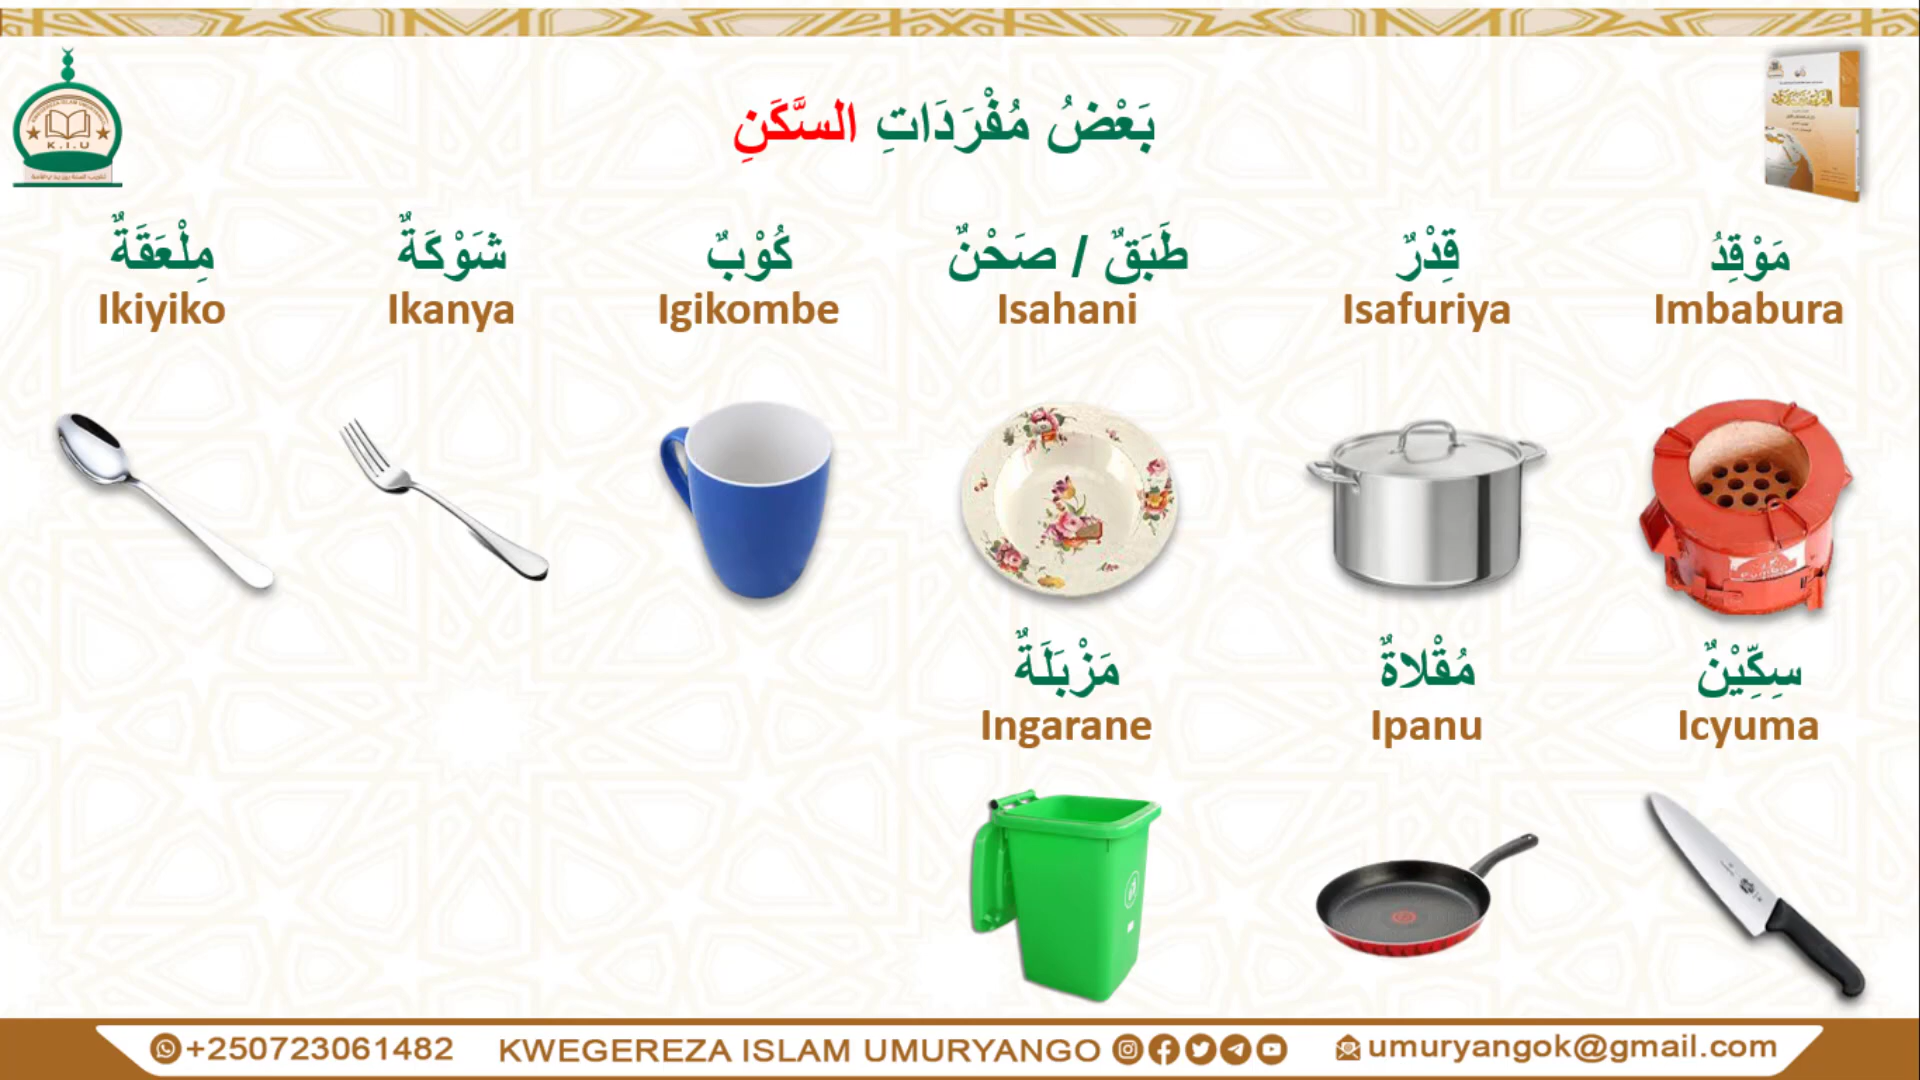 بَعْضُ مُفْرَدَاتِ السَّكَنِ
مَوْقِدُ
Imbabura
قِدْرٌ
Isafuriya
طَبَقٌ / صَحْنٌ
Isahani
كُوْبٌ
Igikombe
شَوْكَةٌ
Ikanya
مِلْعَقَةٌ
Ikiyiko
سِكِّيْنٌ
Icyuma
مُقْلاةٌ
Ipanu
مَزْبَلَةٌ
Ingarane
K.I.U
+250723061482 KWEGEREZA ISLAM UMURYANGO umuryangok@gmail.com